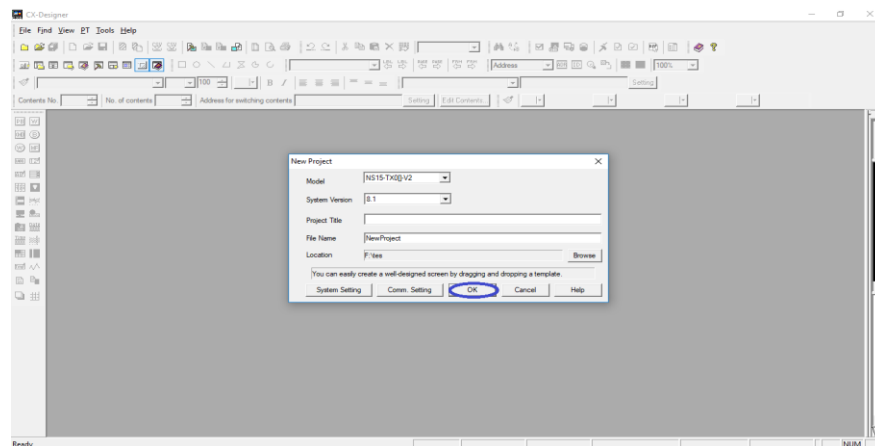 CX-Designer
File Find View PT Tools Help
Address
100%
100
B /
Setting
Contents No. No. of contents Address for switching contents Setting Edit Contents...
New Project
Model NS15-TX0[]-V2
System Version 8.1
Project Title
File Name NewProject
Location F:\tes Browse
You can easily create a well-designed screen by dragging and dropping a template.
System Setting Comm. Setting OK Cancel Help
Ready NUM